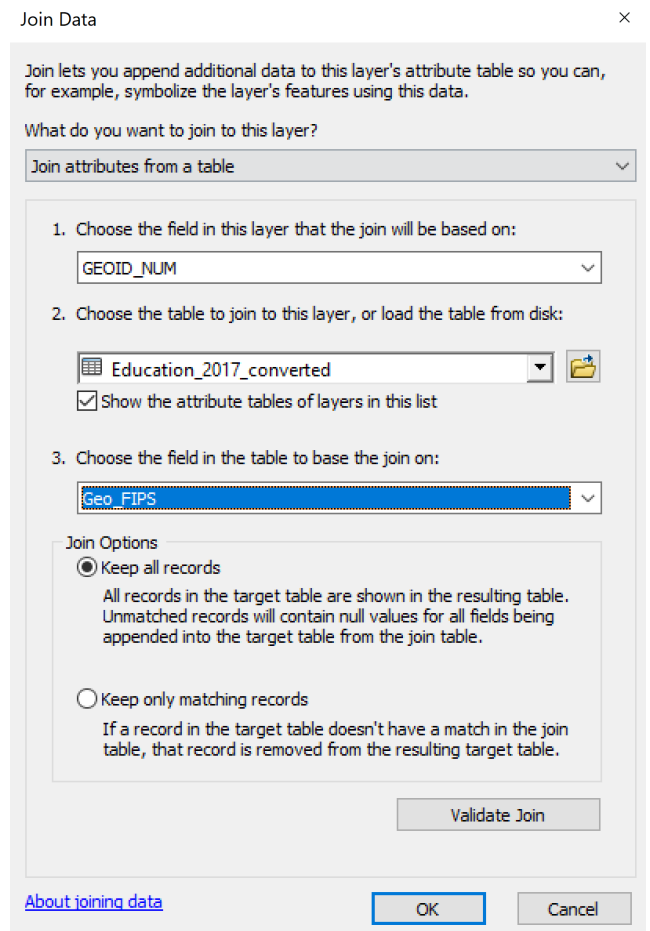 Join Data
Join lets you append additional data to this layer's attribute table so you can,
for example, symbolize the layer's features using this data.
What do you want to join to this layer?
Join attributes from a table
1. Choose the field in this layer that the join will be based on:
GEOID_NUM
2. Choose the table to join to this layer, or load the table from disk:
Education_2017_converted
Show the attribute tables of layers in this list
3. Choose the field in the table to base the join on:
Geo_FIPS
Join Options
Keep all records
All records in the target table are shown in the resulting table.
Unmatched records will contain null values for all fields being
appended into the target table from the join table.
Keep only matching records
If a record in the target table doesn't have a match in the join
table, that record is removed from the resulting target table.
Validate Join
About joining data
OK
Cancel